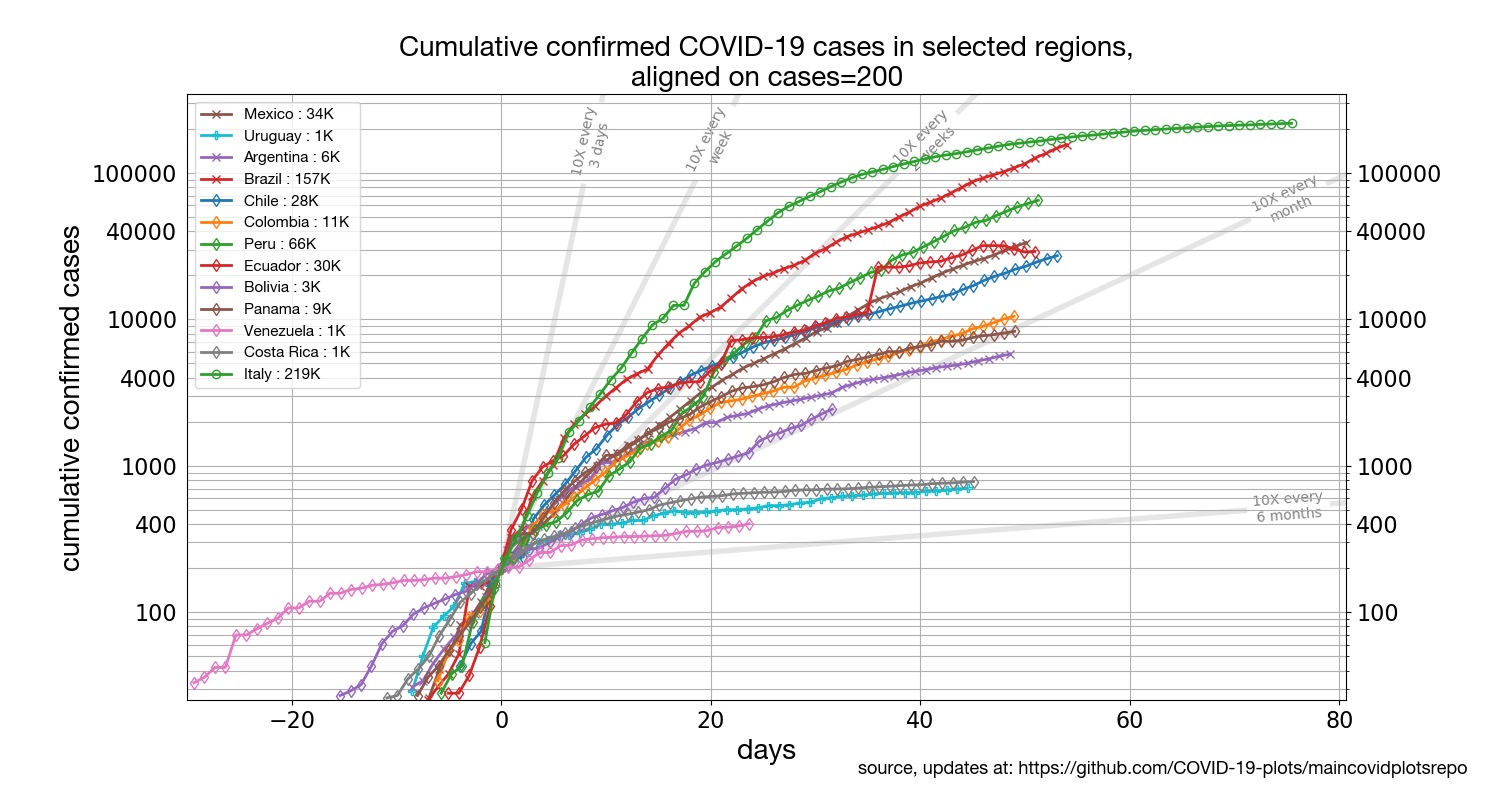 Cumulative confirmed COVID-19 cases in selected regions,
aligned on cases=200
Mexico : 34K
Uruguay : 1K
Argentina : 6K
Brazil : 157K
Chile : 28K
Colombia : 11K
Peru : 66K
Ecuador : 30K
Bolivia : 3K
Panama : 9K
Venezuela : 1K
Costa Rica : 1K
Italy : 219K
10X every
3 days
10X every
week
10X every
2 weeks
10X every
month
10X every
6 months
cumulative confirmed cases
100000
40000
10000
4000
1000
400
100
100000
40000
10000
4000
1000
400
100
−20
0
20
40
60
80
days
source, updates at: https://github.com/COVID-19-plots/maincovidplotsrepo